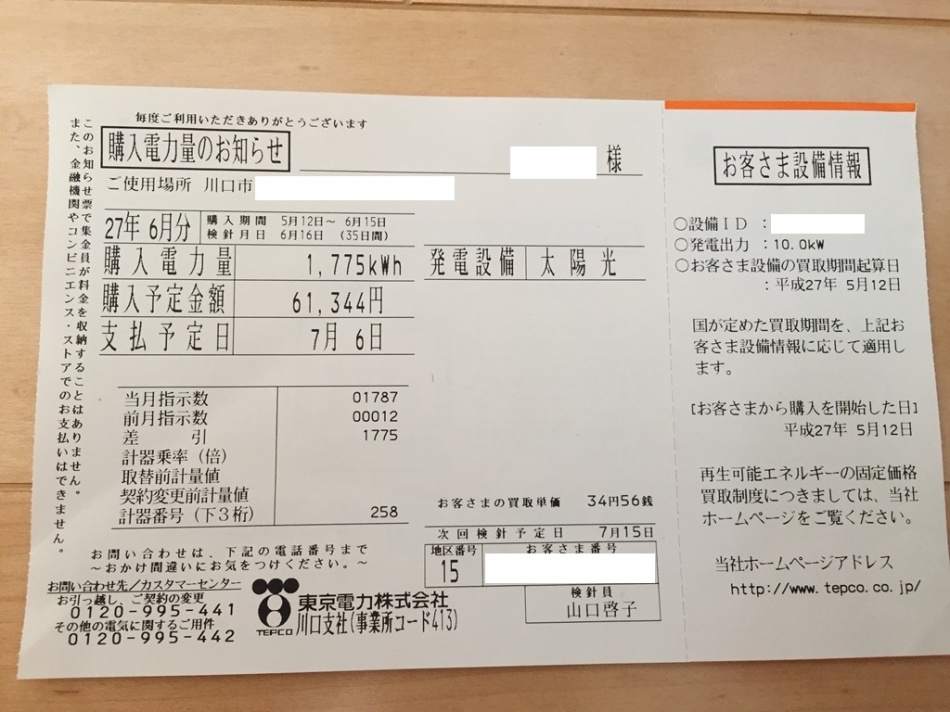 毎度ご利用いただきありがとうございます
購入電力量のお知らせ
様
ご使用場所 川口市
27年 6月分
購入期間 5月12日～ 6月15日
検針月日 6月16日 (35日間)
購入電力量 1,775kWh
発電設備 太陽光
購入予定金額 61,344円
支払予定日 7月 6日
当月指示数 01787
前月指示数 00012
差引 1775
計器乗率(倍)
取替前計量値
契約変更前計量値
計器番号(下3桁) 258
お客さまの買取単価 34円56銭
次回検針予定日 7月15日
地区番号 お客さま番号
15
検針員
山口啓子
お問い合わせは、下記の電話番号まで
～おかけ間違いにお気をつけください。～
お問い合わせ先/カスタマーセンター
お引っ越し、ご契約の変更
0120-995-441
その他の電気に関するご用件
0120-995-442
TEPCO
東京電力株式会社
川口支社(事業所コード413)
このお知らせ票で集金員が料金を収納することはありません。
また、金融機関やコンビニエンス・ストアでのお支払いはできません。
お客さま設備情報
○設備ID :
○発電出力 : 10.0kW
○お客さま設備の買取期間起算日
: 平成27年 5月12日
国が定めた買取期間を、上記お
客さま設備情報に応じて適用し
ます。
[お客さまから購入を開始した日]
平成27年 5月12日
再生可能エネルギーの固定価格
買取制度につきましては、当社
ホームページをご覧ください。
当社ホームページアドレス
http://www.tepco.co.jp/